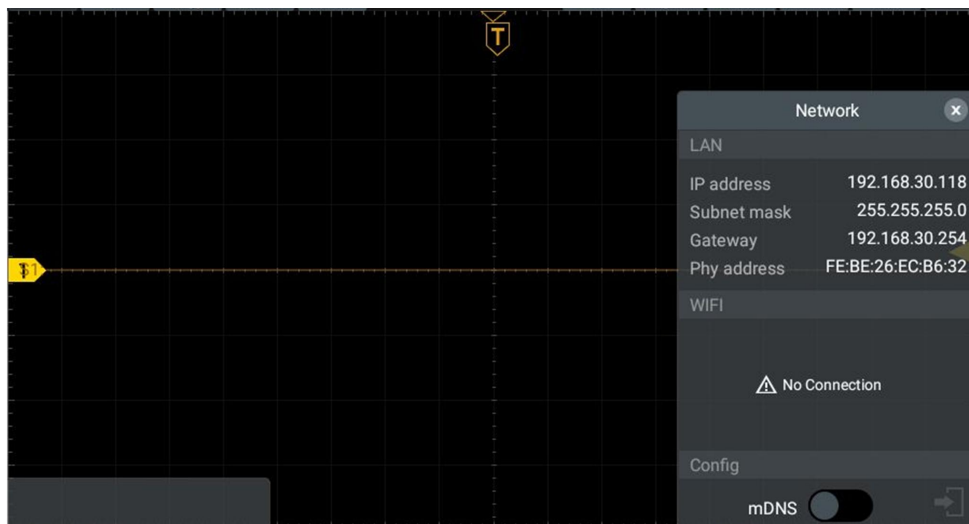 T
Network
LAN
IP address 192.168.30.118
Subnet mask 255.255.255.0
Gateway 192.168.30.254
Phy address FE:BE:26:EC:B6:32
WIFI
No Connection
Config
mDNS